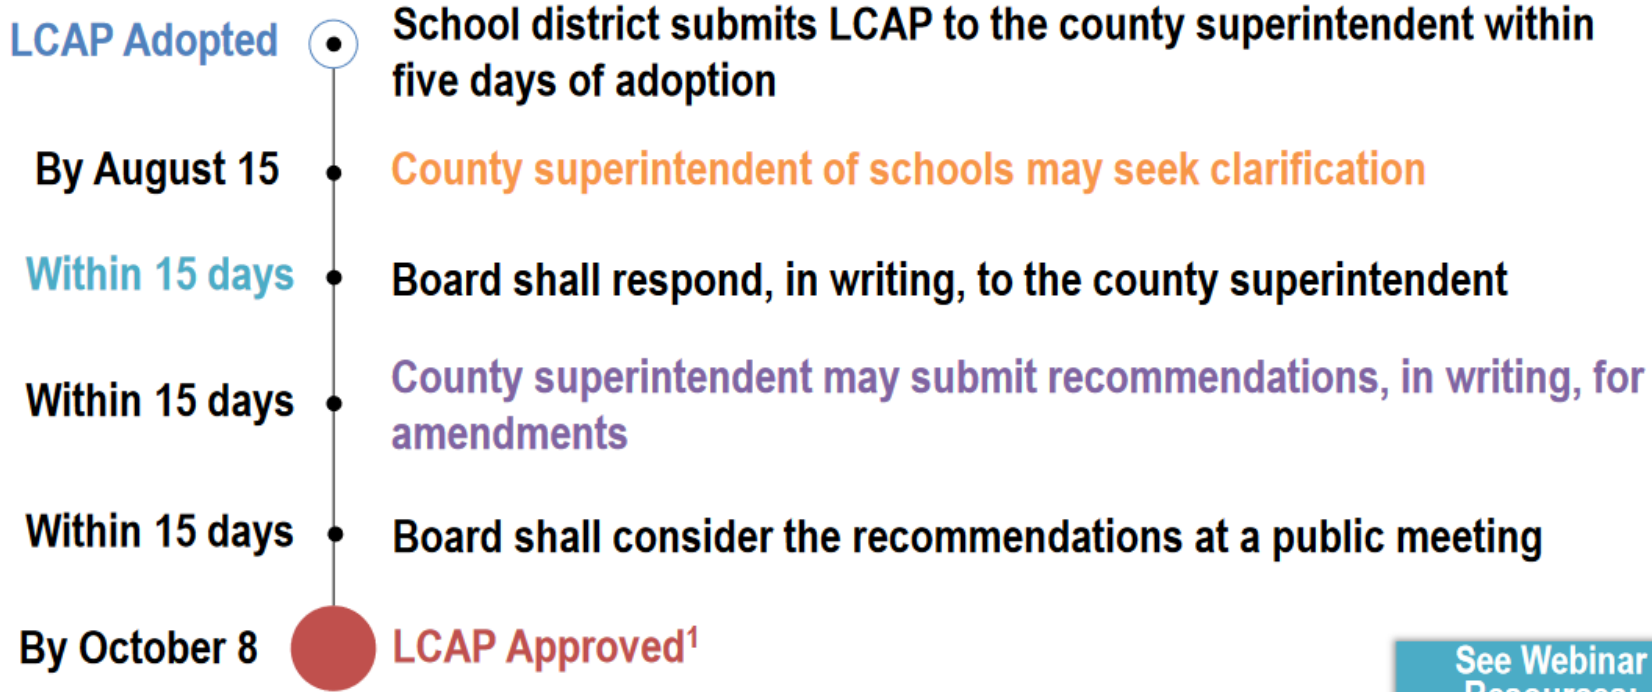 LCAP Adopted
School district submits LCAP to the county superintendent within
five days of adoption
By August 15
County superintendent of schools may seek clarification
Within 15 days
Board shall respond, in writing, to the county superintendent
Within 15 days
County superintendent may submit recommendations, in writing, for
amendments
Within 15 days
Board shall consider the recommendations at a public meeting
By October 8
LCAP Approved¹
See Webinar
Resources: